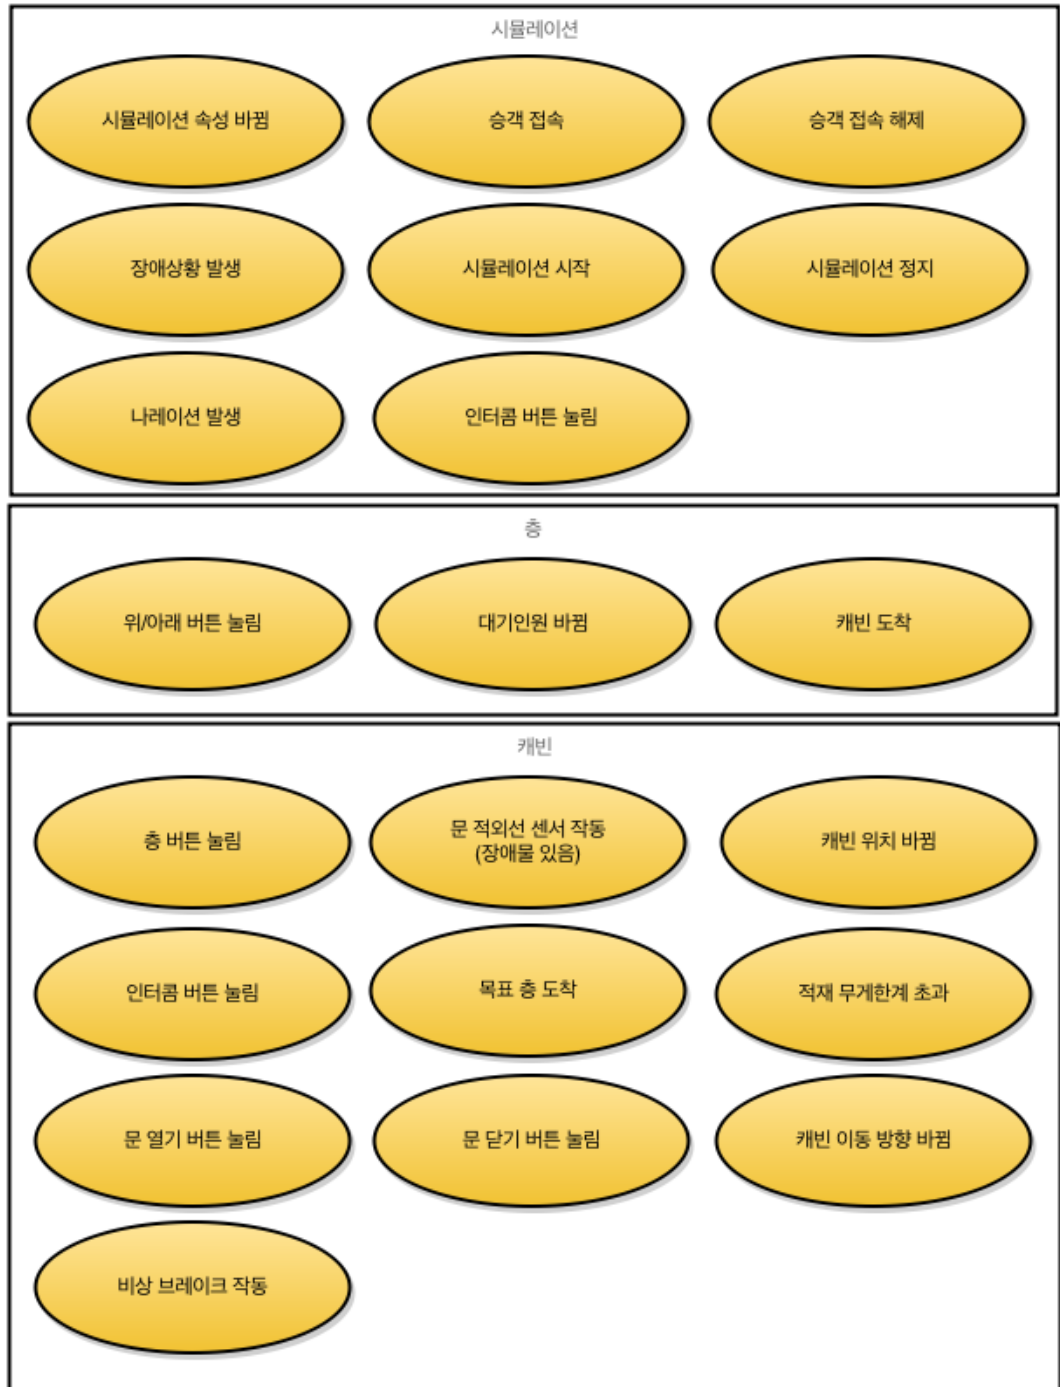 시뮬레이션
시뮬레이션 속성 바뀜
승객 접속
승객 접속 해제
장애상황 발생
시뮬레이션 시작
시뮬레이션 정지
나레이션 발생
인터콤 버튼 눌림
층
위/아래 버튼 눌림
대기인원 바뀜
캐빈 도착
캐빈
층 버튼 눌림
문 적외선 센서 작동
(장애물 있음)
캐빈 위치 바뀜
인터콤 버튼 눌림
목표 층 도착
적재 무게한계 초과
문 열기 버튼 눌림
문 닫기 버튼 눌림
캐빈 이동 방향 바뀜
비상 브레이크 작동